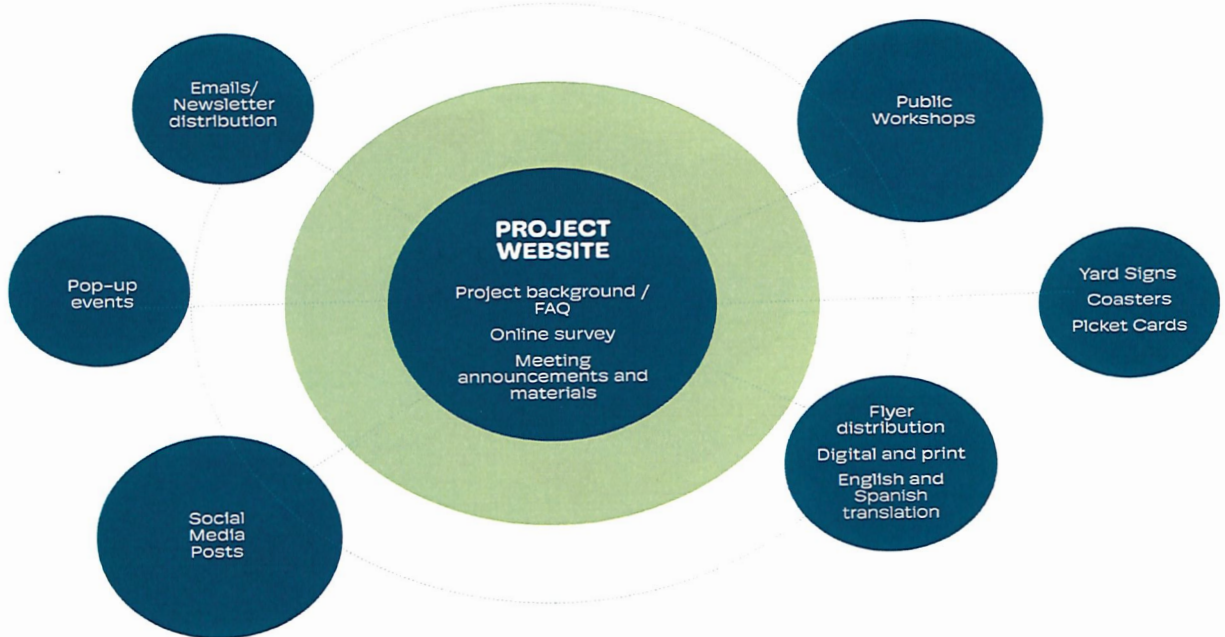 Emails/
Newsletter
distribution
Public
Workshops
PROJECT
WEBSITE
Project background /
FAQ
Online survey
Meeting
announcements and
materials
Pop-up
events
Yard Signs
Coasters
Picket Cards
Flyer
distribution
Digital and print
English and
Spanish
translation
Social
Media
Posts